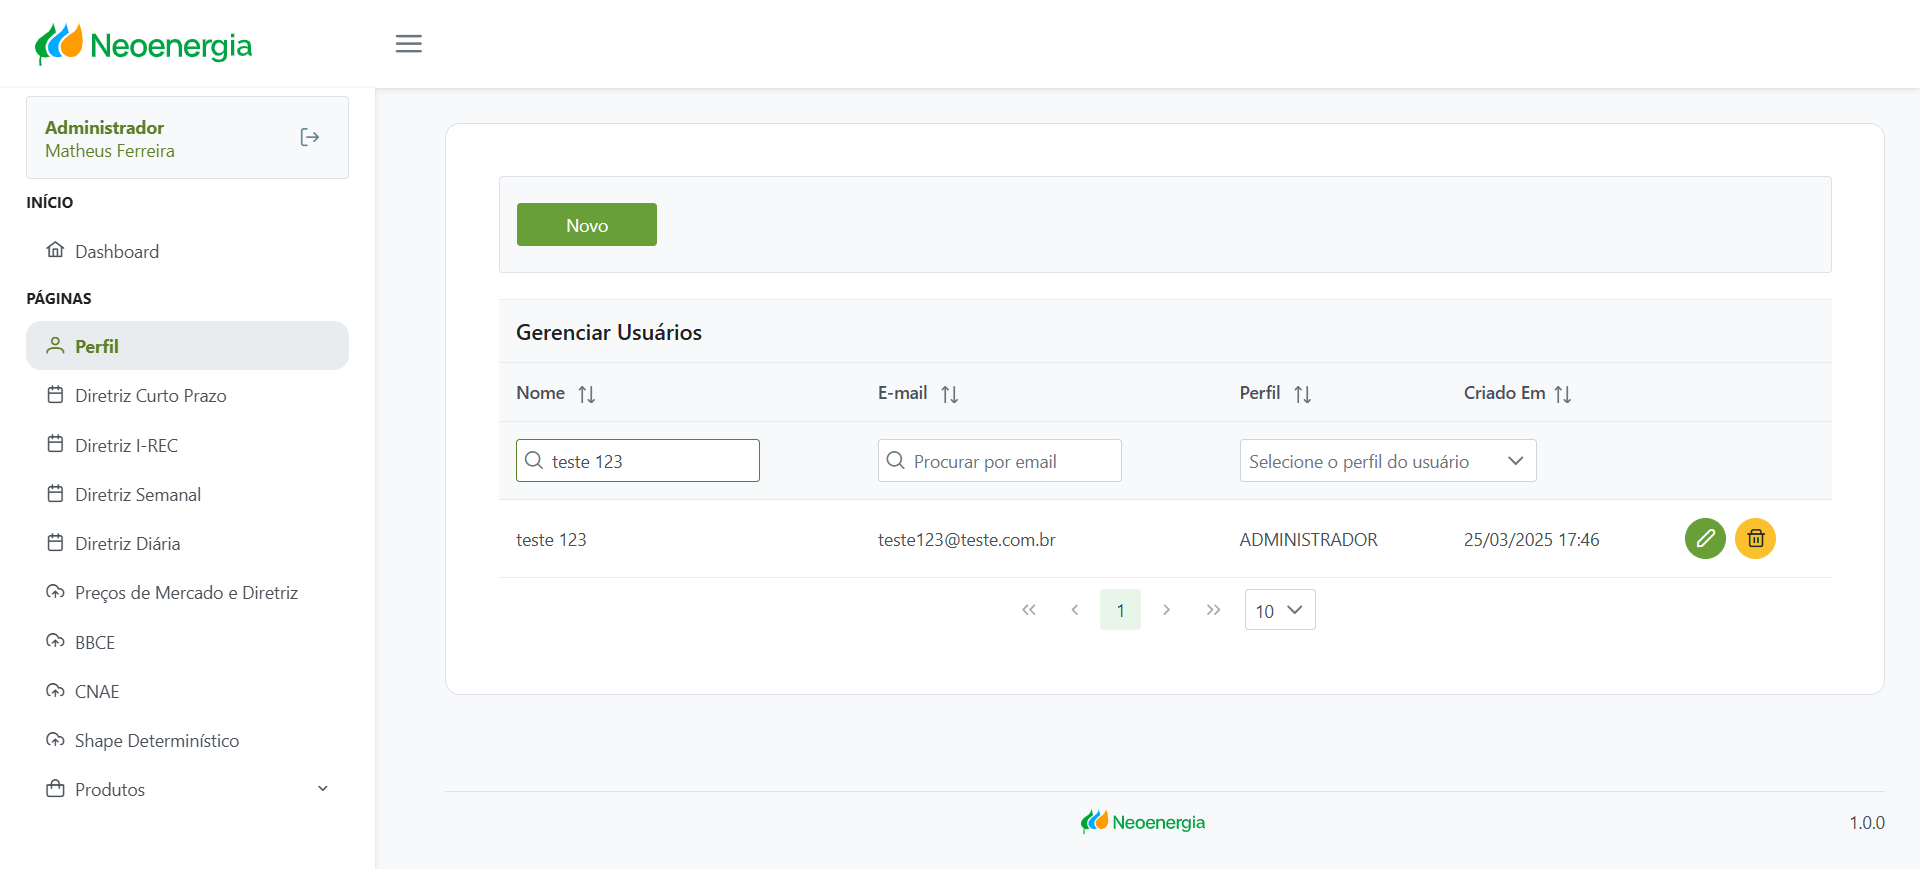 Neoenergia
Administrador
Matheus Ferreira
INÍCIO
Dashboard
PÁGINAS
Perfil
Diretriz Curto Prazo
Diretriz I-REC
Diretriz Semanal
Diretriz Diária
Preços de Mercado e Diretriz
BBCE
CNAE
Shape Determinístico
Produtos
Novo
Gerenciar Usuários
Nome E-mail Perfil Criado Em
teste 123 Procurar por email Selecione o perfil do usuário
teste 123 teste123@teste.com.br ADMINISTRADOR 25/03/2025 17:46
1 10
Neoenergia 1.0.0